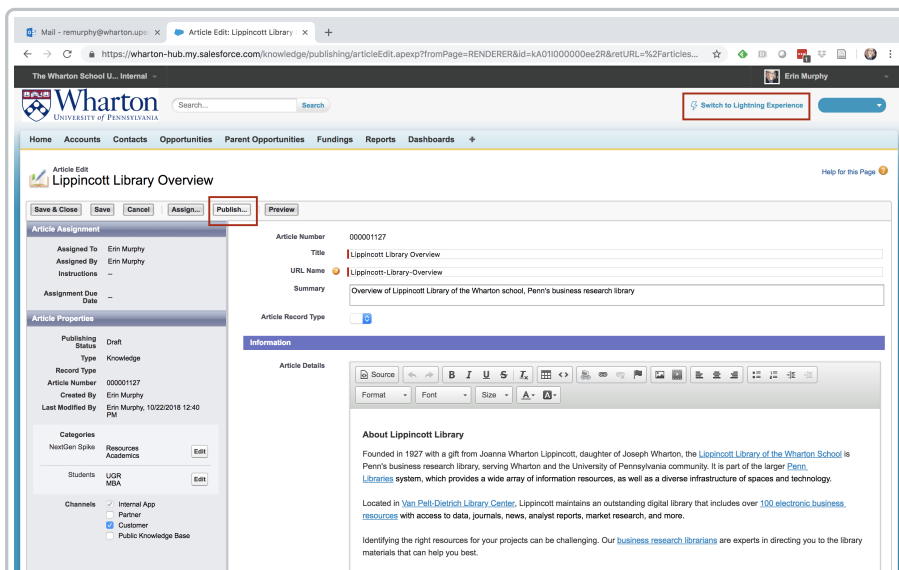 Mail - remurphy@wharton.upe
Article Edit: Lippincott Library
https://wharton-hub.my.salesforce.com/knowledge/publishing/articleEdit.apexp?fromPage=RENDERER&id=kA01I000000ee2R&retURL=%2Farticles...
The Wharton School U... Internal
Erin Murphy
Wharton
UNIVERSITY of PENNSYLVANIA
Search...
Search
Switch to Lightning Experience
Home Accounts Contacts Opportunities Parent Opportunities Fundings Reports Dashboards +
Article Edit
Lippincott Library Overview
Help for this Page
Save & Close Save Cancel Assign... Publish... Preview
Article Assignment
Assigned To Erin Murphy
Assigned By Erin Murphy
Instructions --
Assignment Due Date --
Article Properties
Publishing Status Draft
Type Knowledge
Record Type
Article Number 000001127
Created By Erin Murphy
Last Modified By Erin Murphy, 10/22/2018 12:40 PM
Categories
NextGen Spike Resources Academics Edit
Students UGR MBA Edit
Channels Internal App
Partner
Customer
Public Knowledge Base
Article Number 000001127
Title Lippincott Library Overview
URL Name Lippincott-Library-Overview
Summary Overview of Lippincott Library of the Wharton school, Penn's business research library
Article Record Type
Information
Article Details
Source B I U S Ix
Format Font Size A A
About Lippincott Library
Founded in 1927 with a gift from Joanna Wharton Lippincott, daughter of Joseph Wharton, the Lippincott Library of the Wharton School is
Penn's business research library, serving Wharton and the University of Pennsylvania community. It is part of the larger Penn
Libraries system, which provides a wide array of information resources, as well as a diverse infrastructure of spaces and technology.
Located in Van Pelt-Dietrich Library Center, Lippincott maintains an outstanding digital library that includes over 100 electronic business
resources with access to data, journals, news, analyst reports, market research, and more.
Identifying the right resources for your projects can be challenging. Our business research librarians are experts in directing you to the library
materials that can help you best.